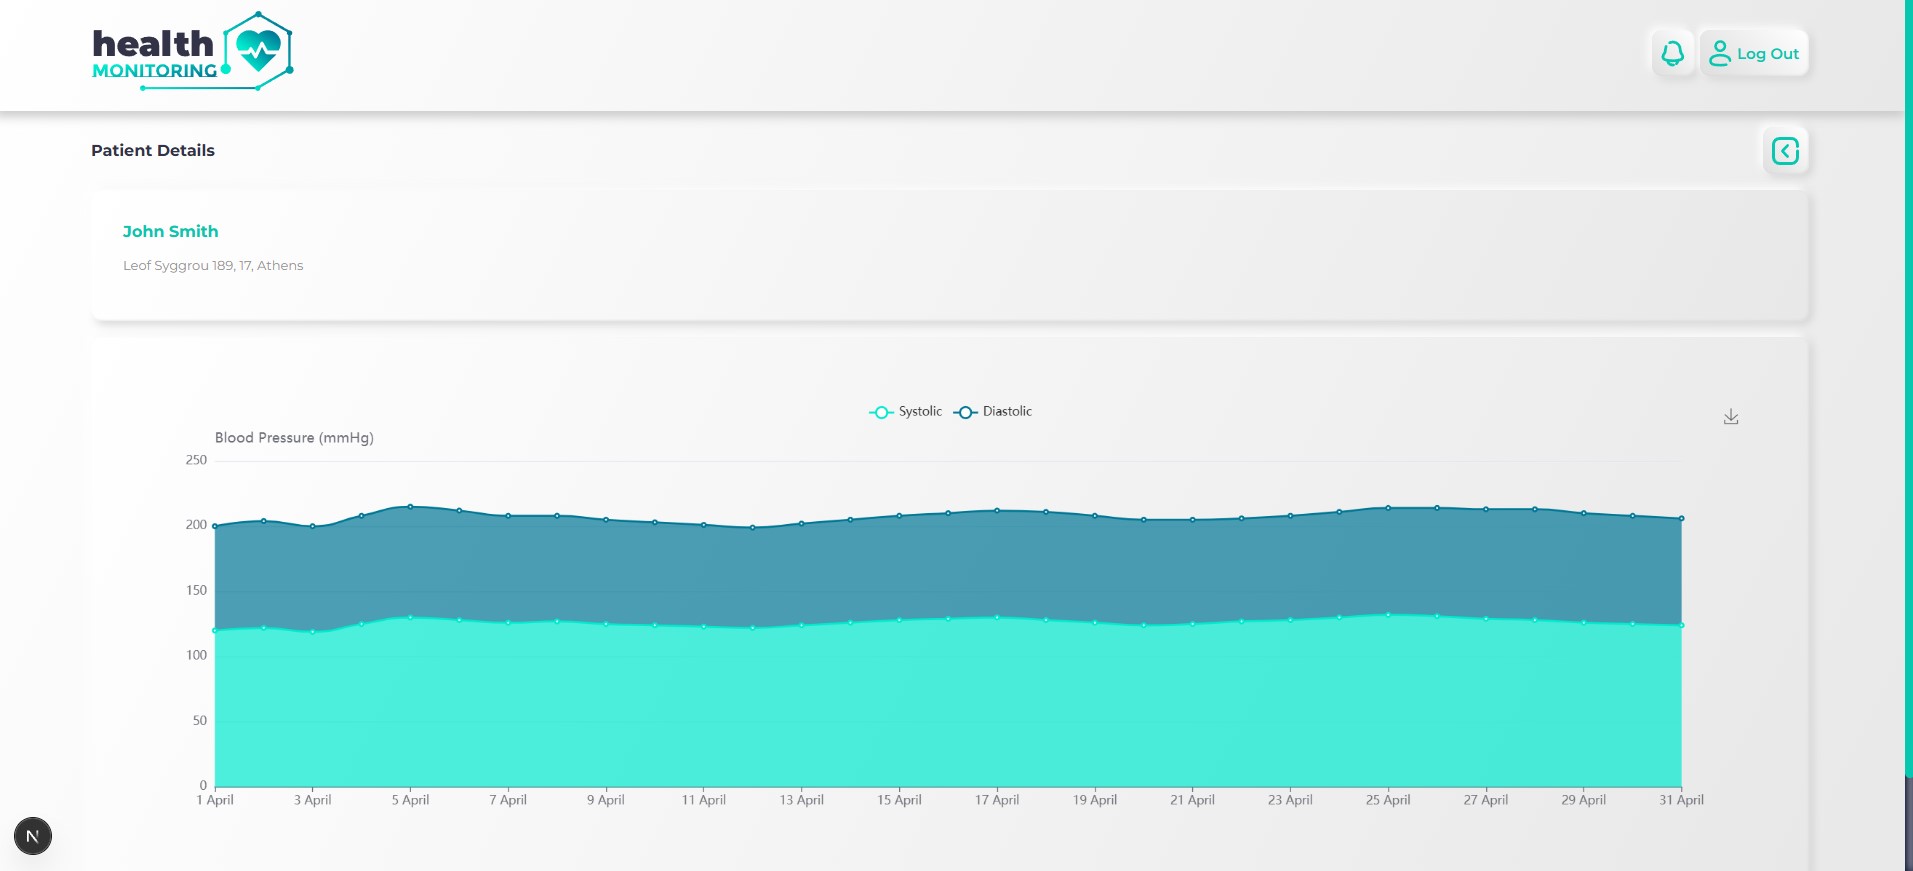 health
MONITORING
Log Out
Patient Details
John Smith
Leof Syggrou 189, 17, Athens
Systolic
Diastolic
Blood Pressure (mmHg)
250
200
150
100
50
0
1 April
3 April
5 April
7 April
9 April
11 April
13 April
15 April
17 April
19 April
21 April
23 April
25 April
27 April
29 April
31 April
N